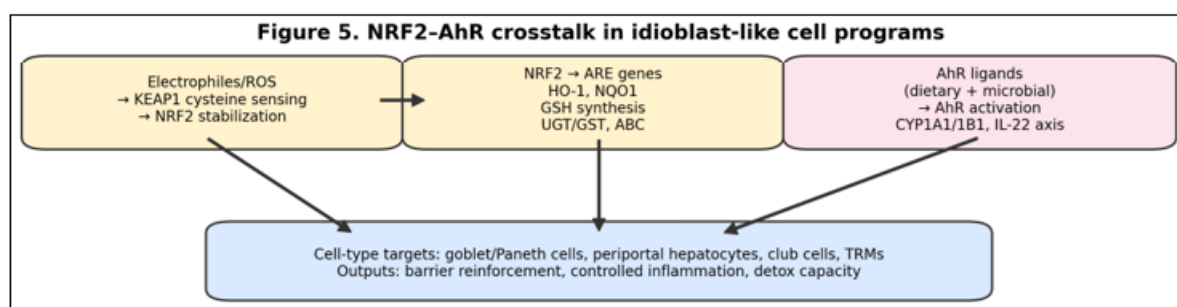 Figure 5. NRF2–AhR crosstalk in idioblast-like cell programs
Electrophiles/ROS
→ KEAP1 cysteine sensing
→ NRF2 stabilization
NRF2 → ARE genes
HO-1, NQO1
GSH synthesis
UGT/GST, ABC
AhR ligands
(dietary + microbial)
→ AhR activation
CYP1A1/1B1, IL-22 axis
Cell-type targets: goblet/Paneth cells, periportal hepatocytes, club cells, TRMs
Outputs: barrier reinforcement, controlled inflammation, detox capacity